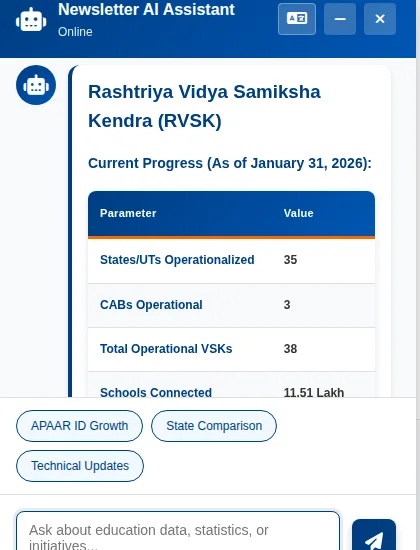 Newsletter AI Assistant
Online
Rashtriya Vidya Samiksha
Kendra (RVSK)
Current Progress (As of January 31, 2026):
Parameter Value
States/UTs Operationalized 35
CABs Operational 3
Total Operational VSKs 38
Schools Connected 11.51 Lakh
APAAR ID Growth
State Comparison
Technical Updates
Ask about education data, statistics, or
initiatives...